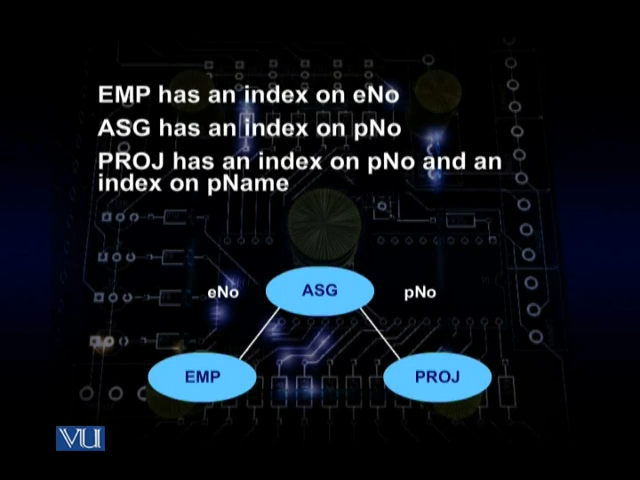 EMP has an index on eNo
ASG has an index on pNo
PROJ has an index on pNo and an
index on pName
eNo
ASG
pNo
EMP
PROJ
VU